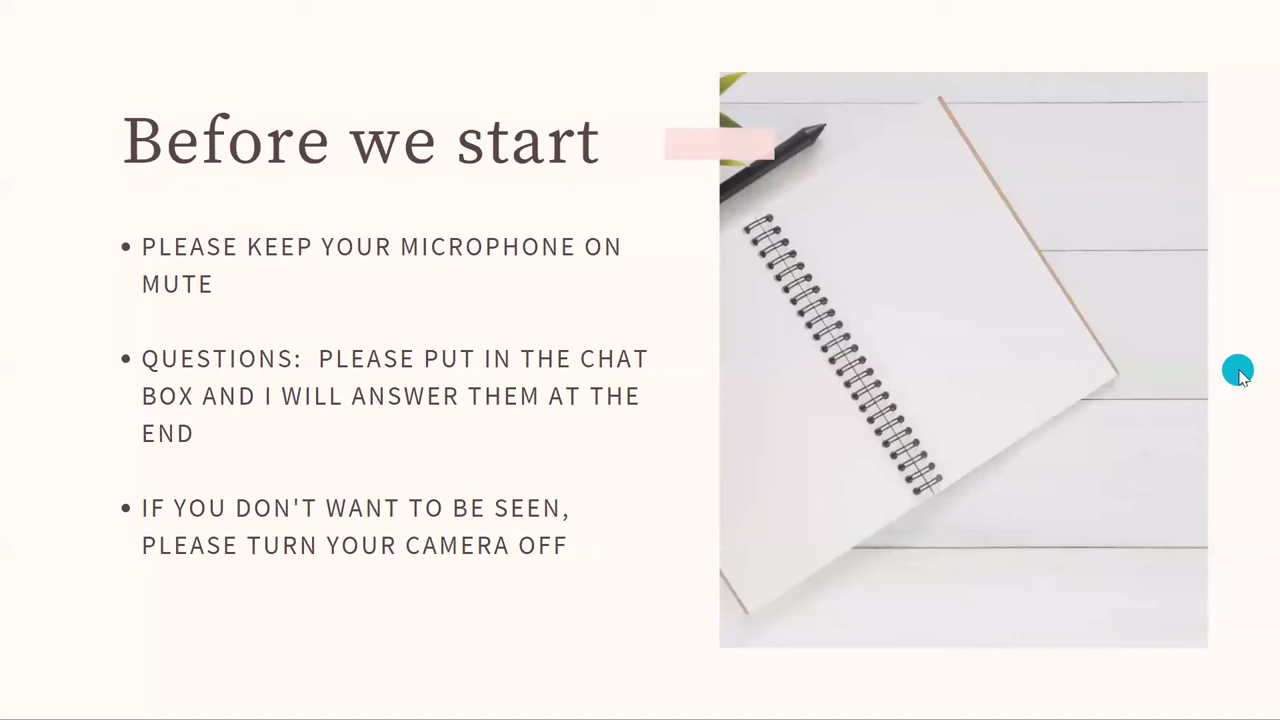 Before we start
• PLEASE KEEP YOUR MICROPHONE ON
MUTE
• QUESTIONS:  PLEASE PUT IN THE CHAT
BOX AND I WILL ANSWER THEM AT THE
END
• IF YOU DON'T WANT TO BE SEEN,
PLEASE TURN YOUR CAMERA OFF